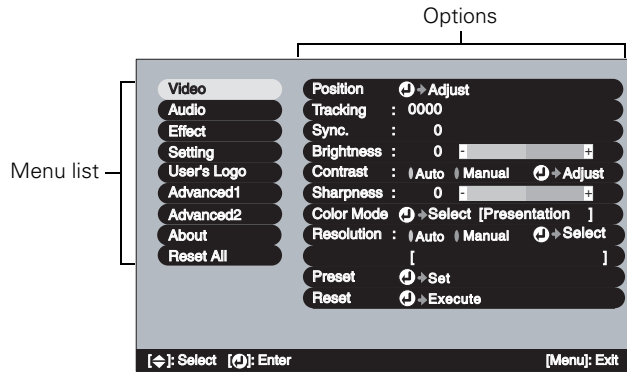 Options
Menu list
Video
Audio
Effect
Setting
User's Logo
Advanced1
Advanced2
About
Reset All
Position Adjust
Tracking : 0000
Sync. : 0
Brightness : 0 - +
Contrast : Auto Manual Adjust
Sharpness : 0 - +
Color Mode Select [Presentation ]
Resolution : Auto Manual Select
[ ]
Preset Set
Reset Execute
[ ]: Select [ ]: Enter [Menu]: Exit